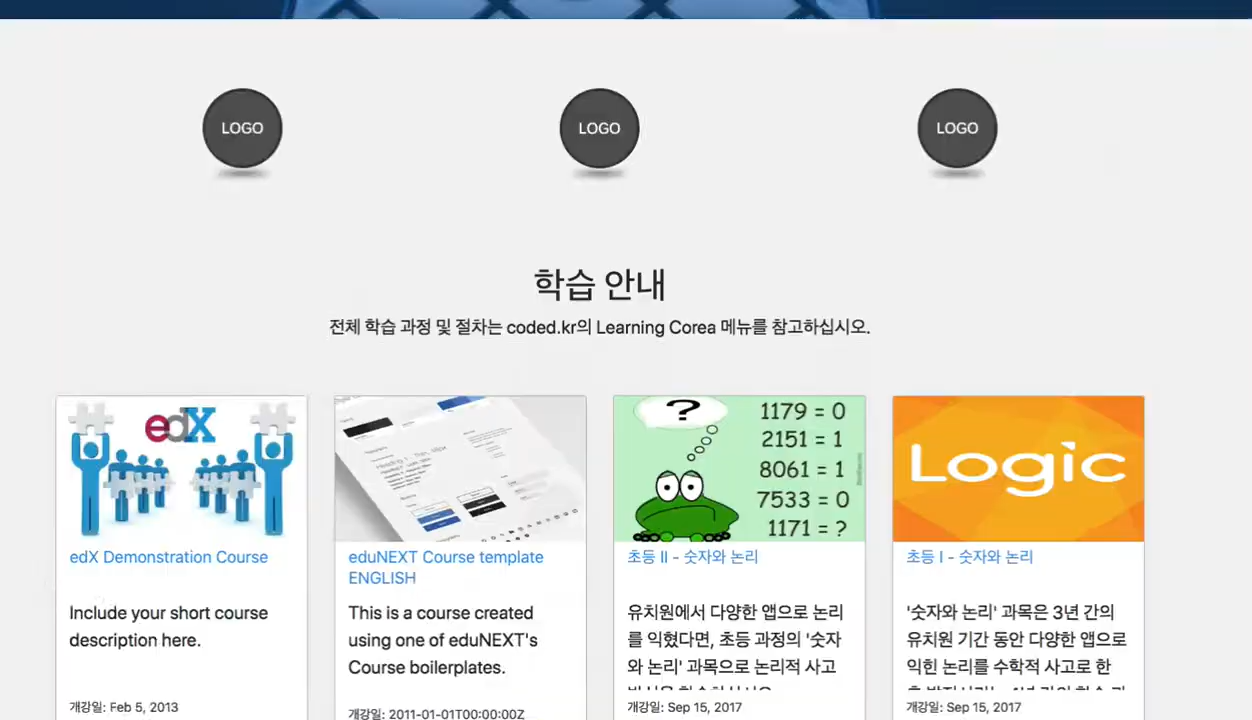 LOGO
LOGO
LOGO
학습 안내
전체 학습 과정 및 절차는 coded.kr의 Learning Corea 메뉴를 참고하십시오.
edX
edX Demonstration Course
Include your short course
description here.
개강일: Feb 5, 2013
eduNEXT Course template
ENGLISH
This is a course created
using one of eduNEXT's
Course boilerplates.
개강일: 2011-01-01T00:00:00Z
?
1179 = 0
2151 = 1
8061 = 1
7533 = 0
1171 = ?
초등 II - 숫자와 논리
유치원에서 다양한 앱으로 논리
를 익혔다면, 초등 과정의 '숫자
와 논리' 과목으로 논리적 사고
개강일: Sep 15, 2017
Logic
초등 I - 숫자와 논리
'숫자와 논리' 과목은 3년 간의
유치원 기간 동안 다양한 앱으로
익힌 논리를 수학적 사고로 한
개강일: Sep 15, 2017